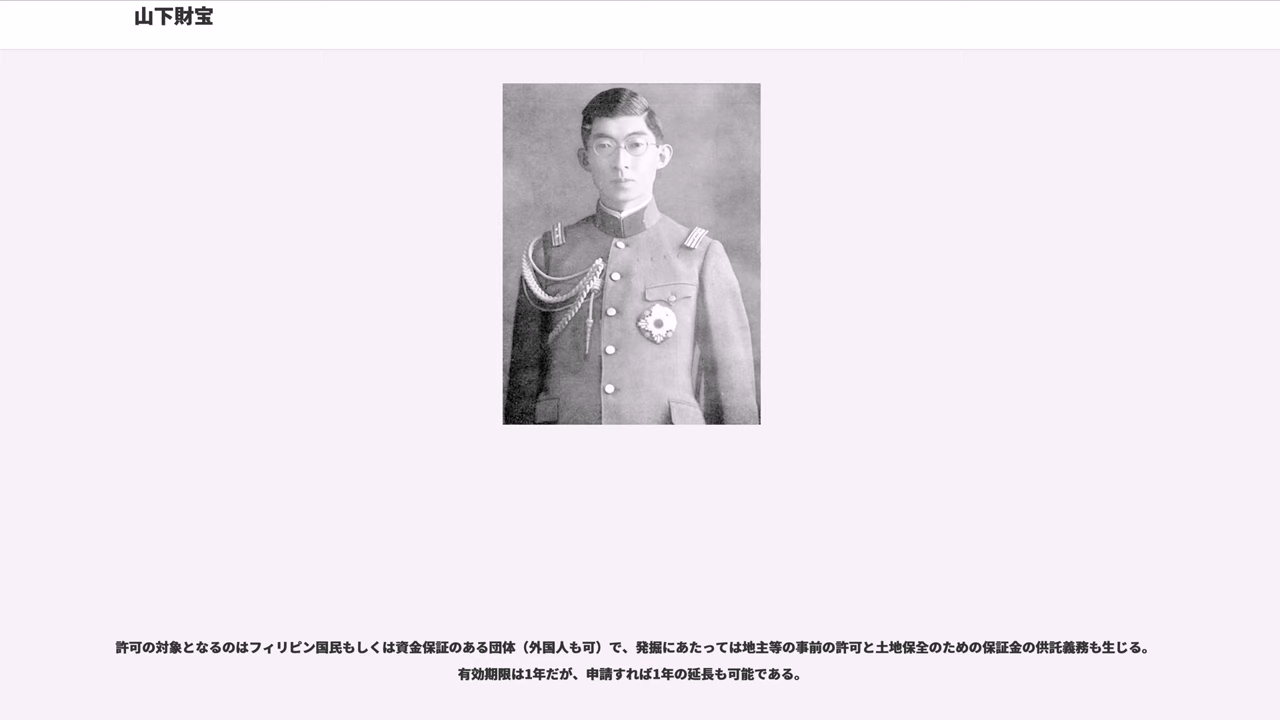 山下財宝
許可の対象となるのはフィリピン国民もしくは資金保証のある団体（外国人も可）で、発掘にあたっては地主等の事前の許可と土地保全のための保証金の供託義務も生じる。
有効期限は1年だが、申請すれば1年の延長も可能である。